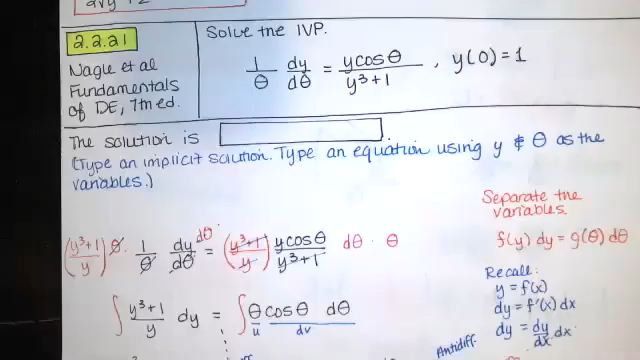 2.2.21
Nagle et al
Fundamentals
of DE, 7th ed.
Solve the IVP.
1/θ dy/dθ = y cos θ / y³+1 , y(0)=1
The solution is .
(Type an implicit solution. Type an equation using y & θ as the
variables.)
Separate the
variables.
f(y) dy = g(θ) dθ
(y³+1 / y) θ · 1/θ dy/dθ dθ = (y³+1 / y) y cos θ / y³+1 dθ · θ
Recall:
y = f(x)
dy = f'(x) dx
dy = dy/dx dx
∫ y³+1 / y dy = ∫ θ cos θ dθ
u dv
Antidiff.